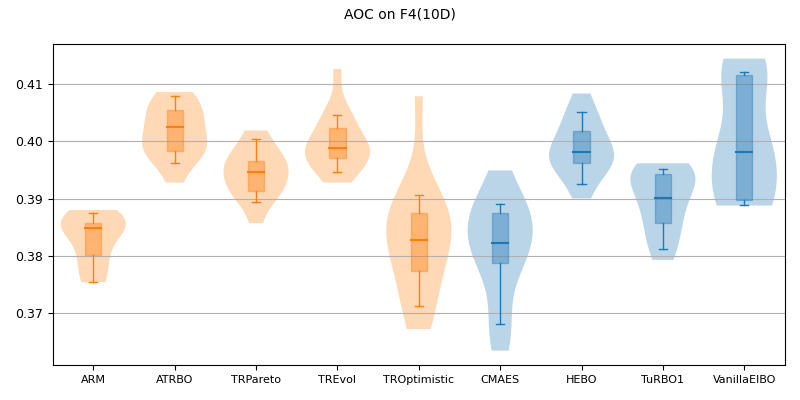 AOC on F4(10D)
0.41
0.40
0.39
0.38
0.37
ARM ATRBO TRPareto TREvol TROptimistic CMAES HEBO TuRBO1 VanillaEIBO